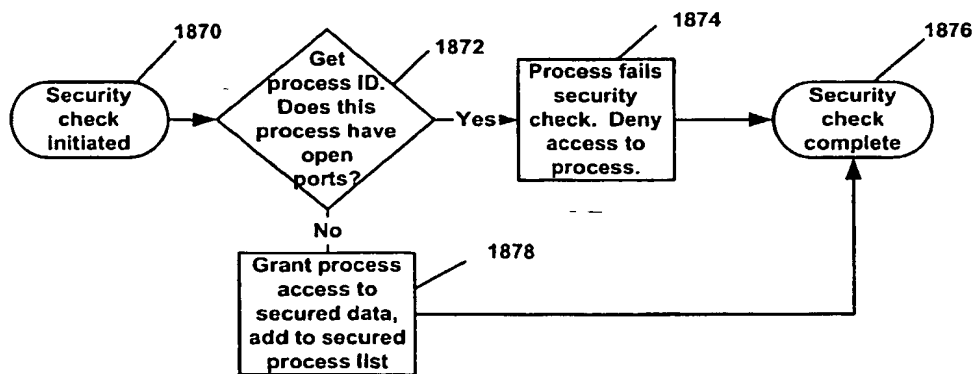 1870
Security
check
initiated
1872
Get
process ID.
Does this
process have
open
ports?
Yes
1874
Process fails
security
check. Deny
access to
process.
1876
Security
check
complete
No
1878
Grant process
access to
secured data,
add to secured
process list